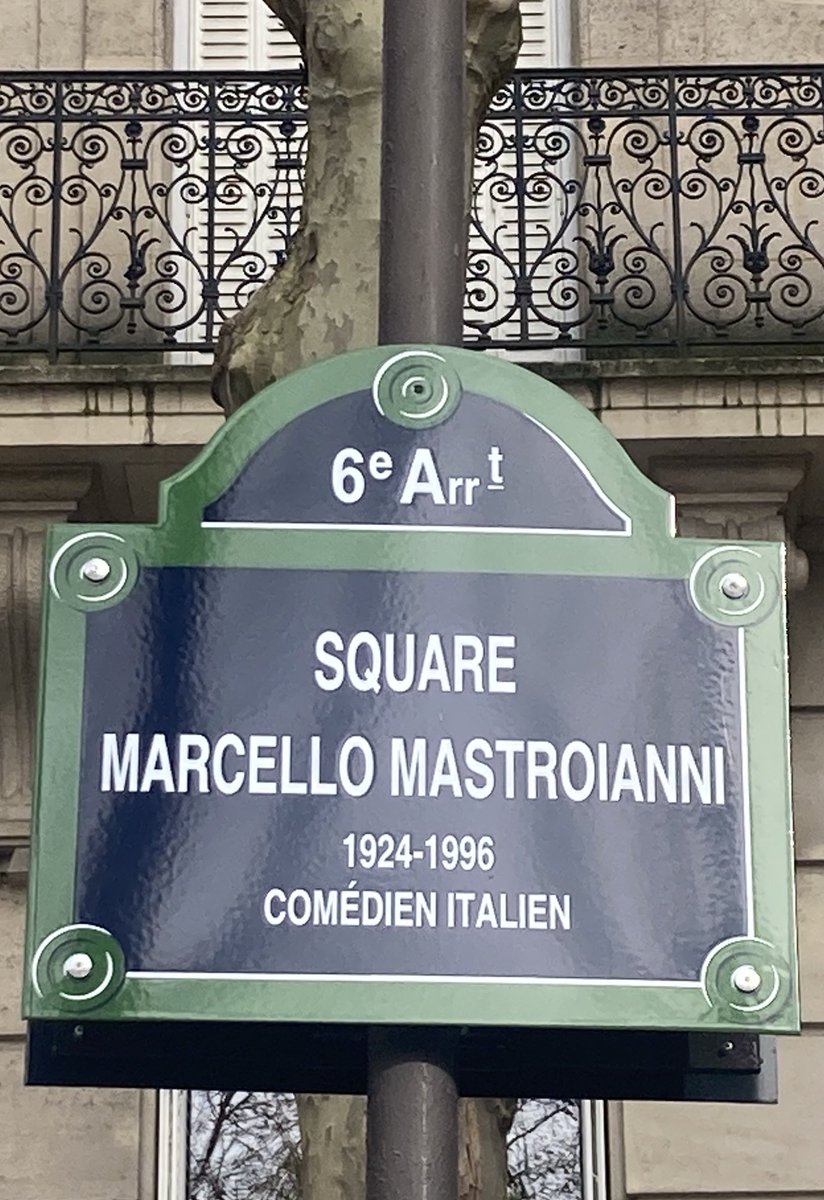 6e Arrt
SQUARE
MARCELLO MASTROIANNI
1924-1996
COMÉDIEN ITALIEN